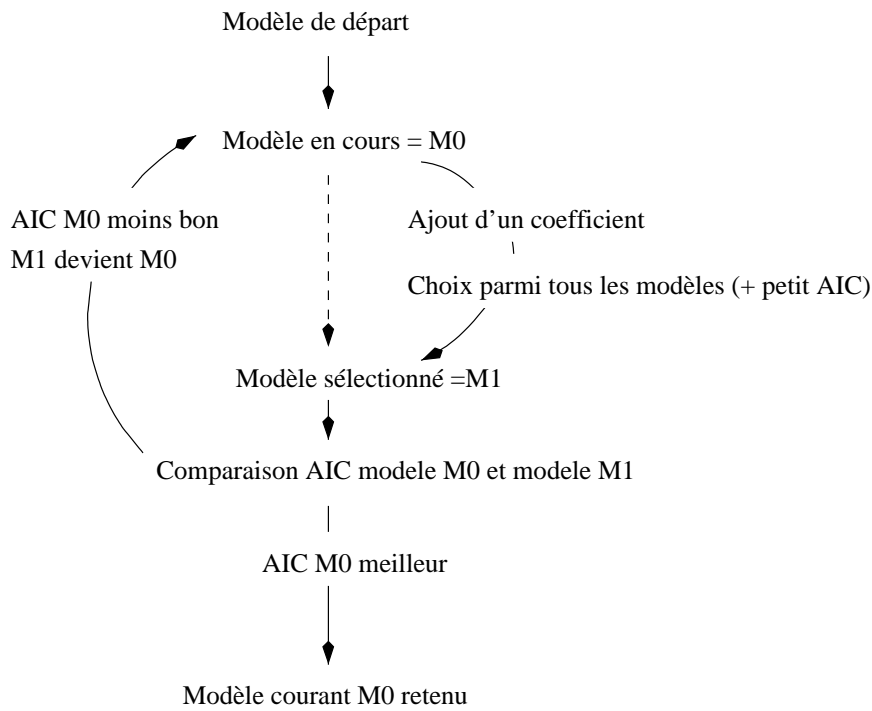 Modèle de départ
Modèle en cours = M0
AIC M0 moins bon
M1 devient M0
Ajout d'un coefficient
Choix parmi tous les modèles (+ petit AIC)
Modèle sélectionné =M1
Comparaison AIC modele M0 et modele M1
AIC M0 meilleur
Modèle courant M0 retenu